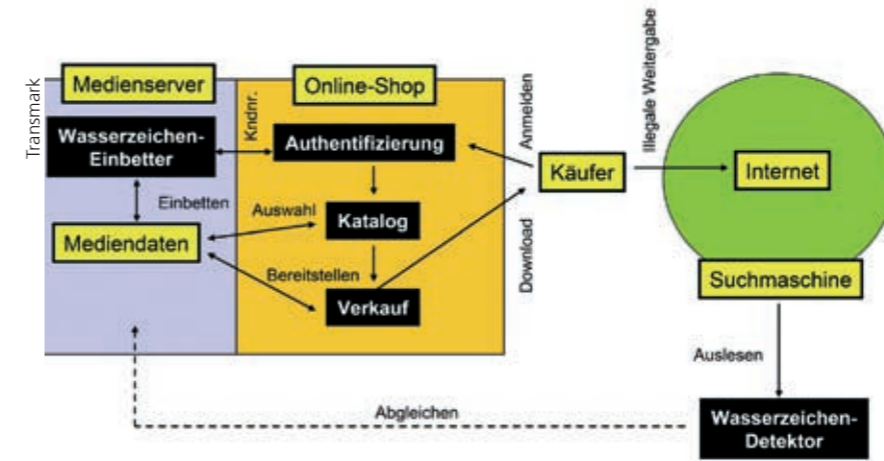 Transmark
Medienserver
Online-Shop
Kndnr.
Wasserzeichen-
Einbetter
Authentifizierung
Anmelden
Käufer
Illegale Weitergabe
Internet
Einbetten
Auswahl
Katalog
Mediendaten
Bereitstellen
Verkauf
Download
Suchmaschine
Auslesen
Abgleichen
Wasserzeichen-
Detektor